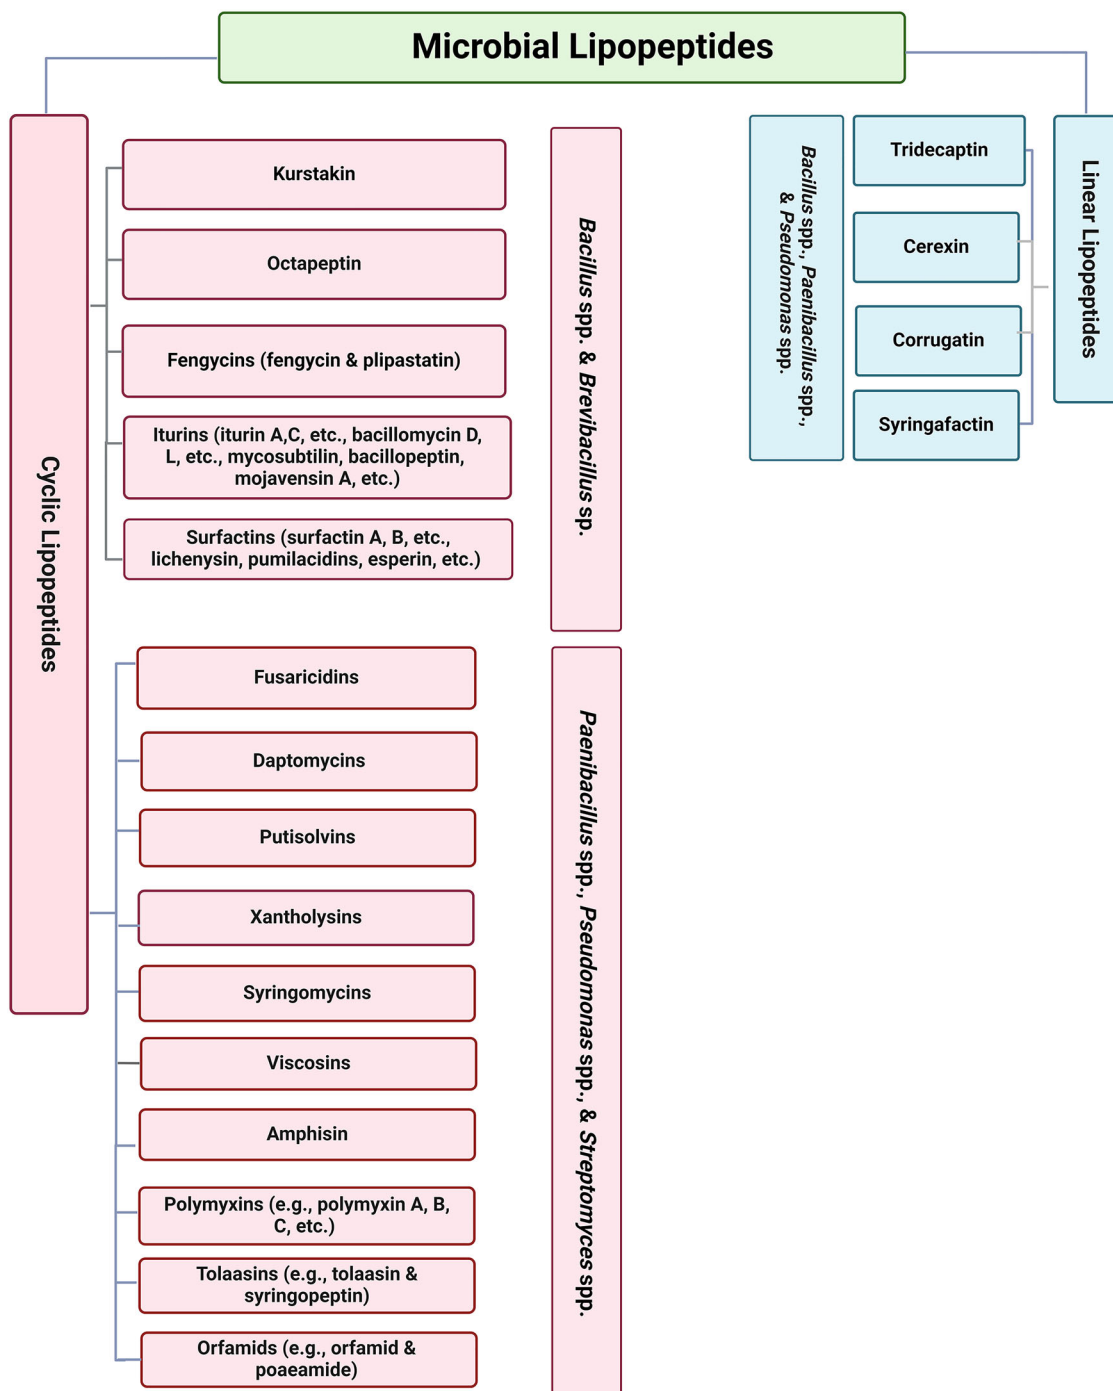 Microbial Lipopeptides
Cyclic Lipopeptides
Kurstakin
Octapeptin
Fengycins (fengycin & plipastatin)
Iturins (iturin A,C, etc., bacillomycin D,
L, etc., mycosubtilin, bacillopeptin,
mojavensin A, etc.)
Surfactins (surfactin A, B, etc.,
lichenysin, pumilacidins, esperin, etc.)
Bacillus spp. & Brevibacillus sp.
Fusaricidins
Daptomycins
Putisolvins
Xantholysins
Syringomycins
Viscosins
Amphisin
Polymyxins (e.g., polymyxin A, B,
C, etc.)
Tolaasins (e.g., tolaasin &
syringopeptin)
Orfamids (e.g., orfamid &
poaeamide)
Paenibacillus spp., Pseudomonas spp., & Streptomyces spp.
Linear Lipopeptides
Tridecaptin
Cerexin
Corrugatin
Syringafactin
Bacillus spp., Paenibacillus spp.,
& Pseudomonas spp.